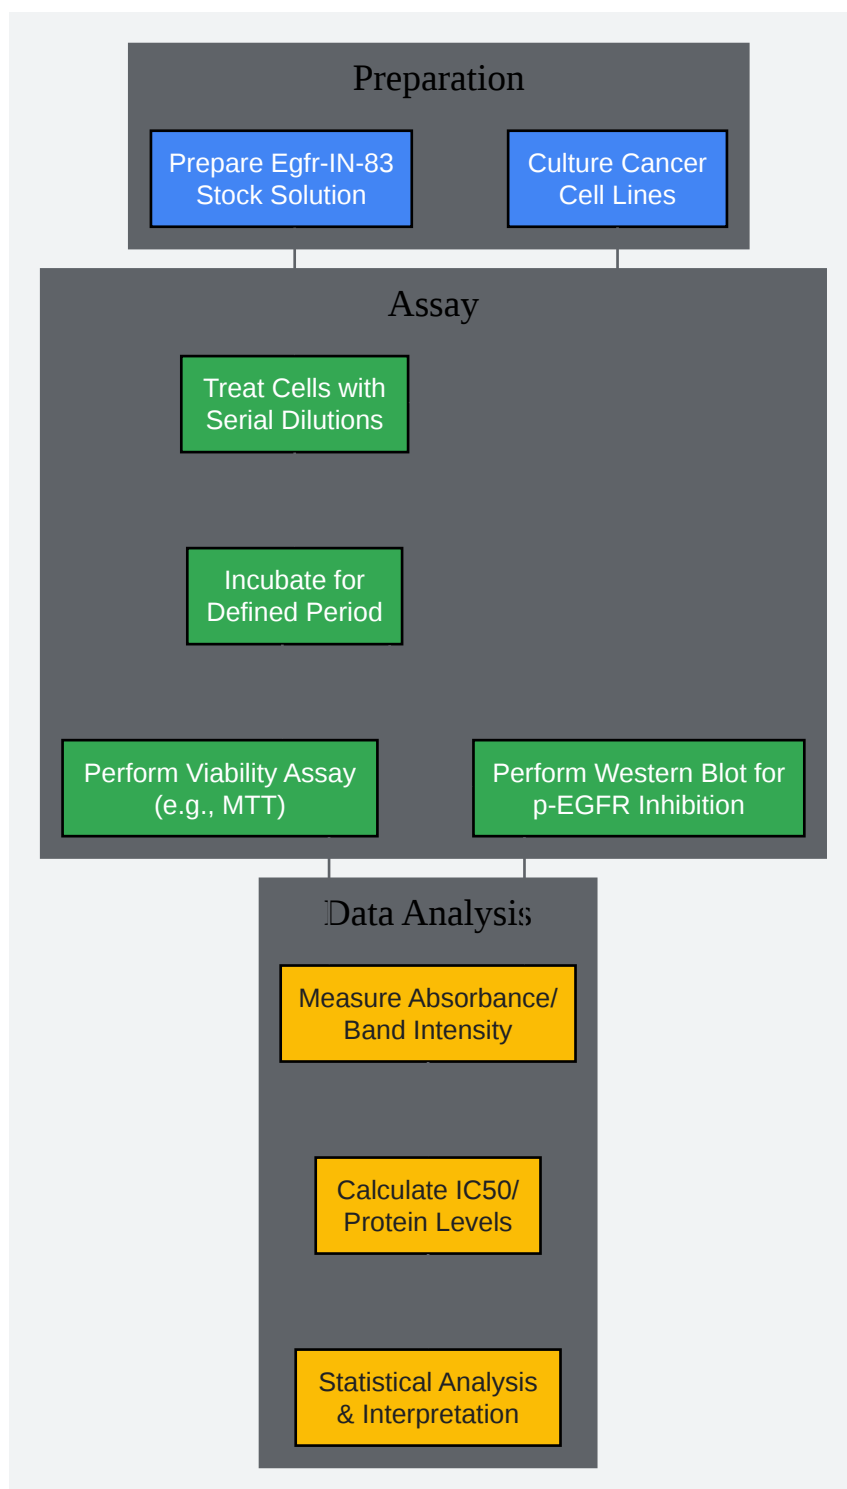 Preparation
Prepare Egfr-IN-83
Stock Solution
Culture Cancer
Cell Lines
Assay
Treat Cells with
Serial Dilutions
Incubate for
Defined Period
Perform Viability Assay
(e.g., MTT)
Perform Western Blot for
p-EGFR Inhibition
Data Analysis
Measure Absorbance/
Band Intensity
Calculate IC50/
Protein Levels
Statistical Analysis
& Interpretation